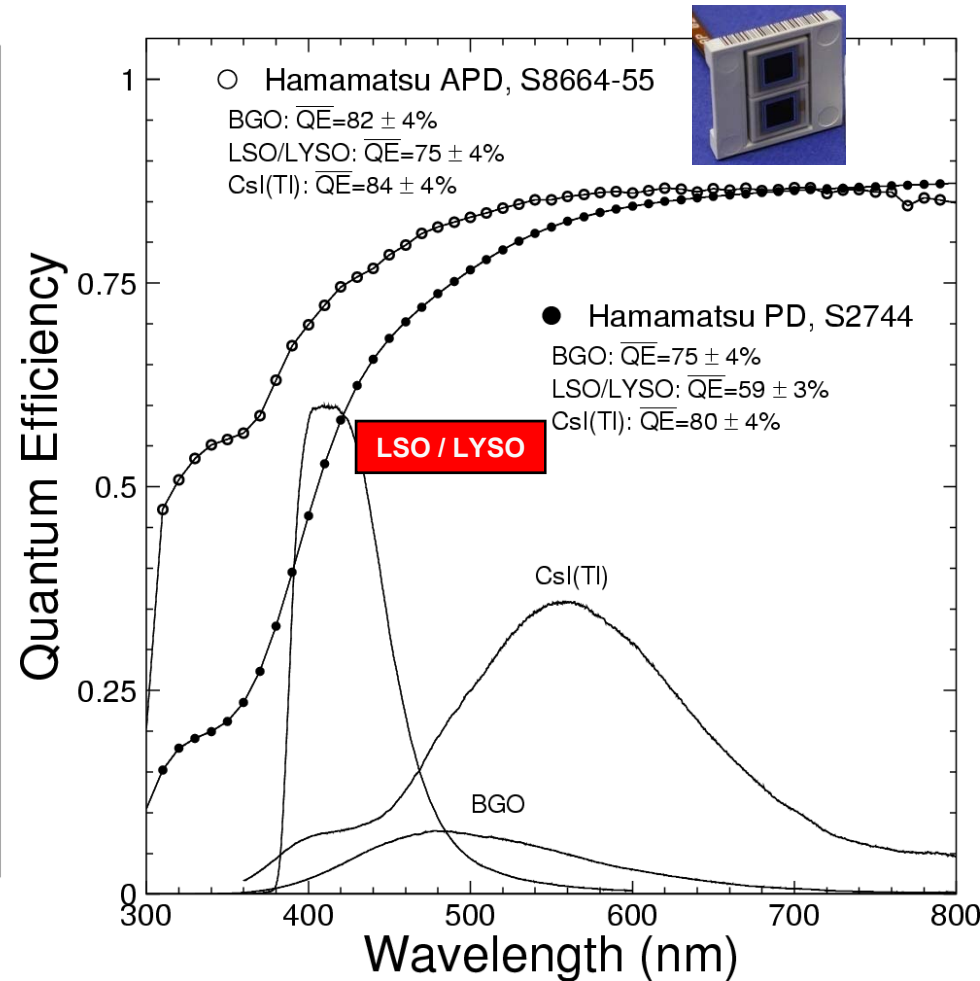 Hamamatsu APD, S8664-55
BGO: QE=82 ± 4%
LSO/LYSO: QE=75 ± 4%
CsI(Tl): QE=84 ± 4%
Hamamatsu PD, S2744
BGO: QE=75 ± 4%
LSO/LYSO: QE=59 ± 3%
CsI(Tl): QE=80 ± 4%
LSO / LYSO
CsI(Tl)
BGO
Quantum Efficiency
1
0.75
0.5
0.25
0
300 400 500 600 700 800
Wavelength (nm)